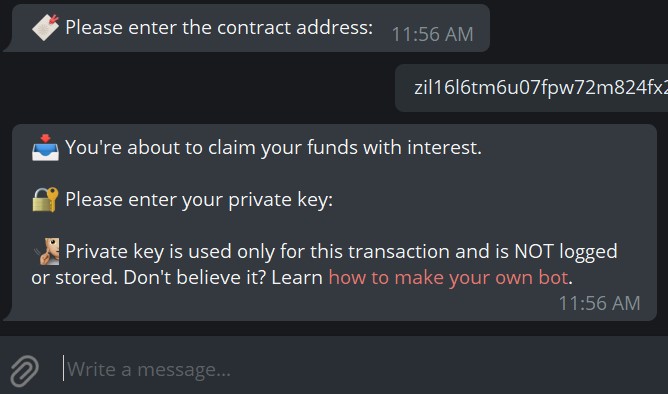 Please enter the contract address:
11:56 AM
zil16l6tm6u07fpw72m824fx2
You're about to claim your funds with interest.
Please enter your private key:
Private key is used only for this transaction and is NOT logged
or stored. Don't believe it? Learn how to make your own bot.
11:56 AM
Write a message...